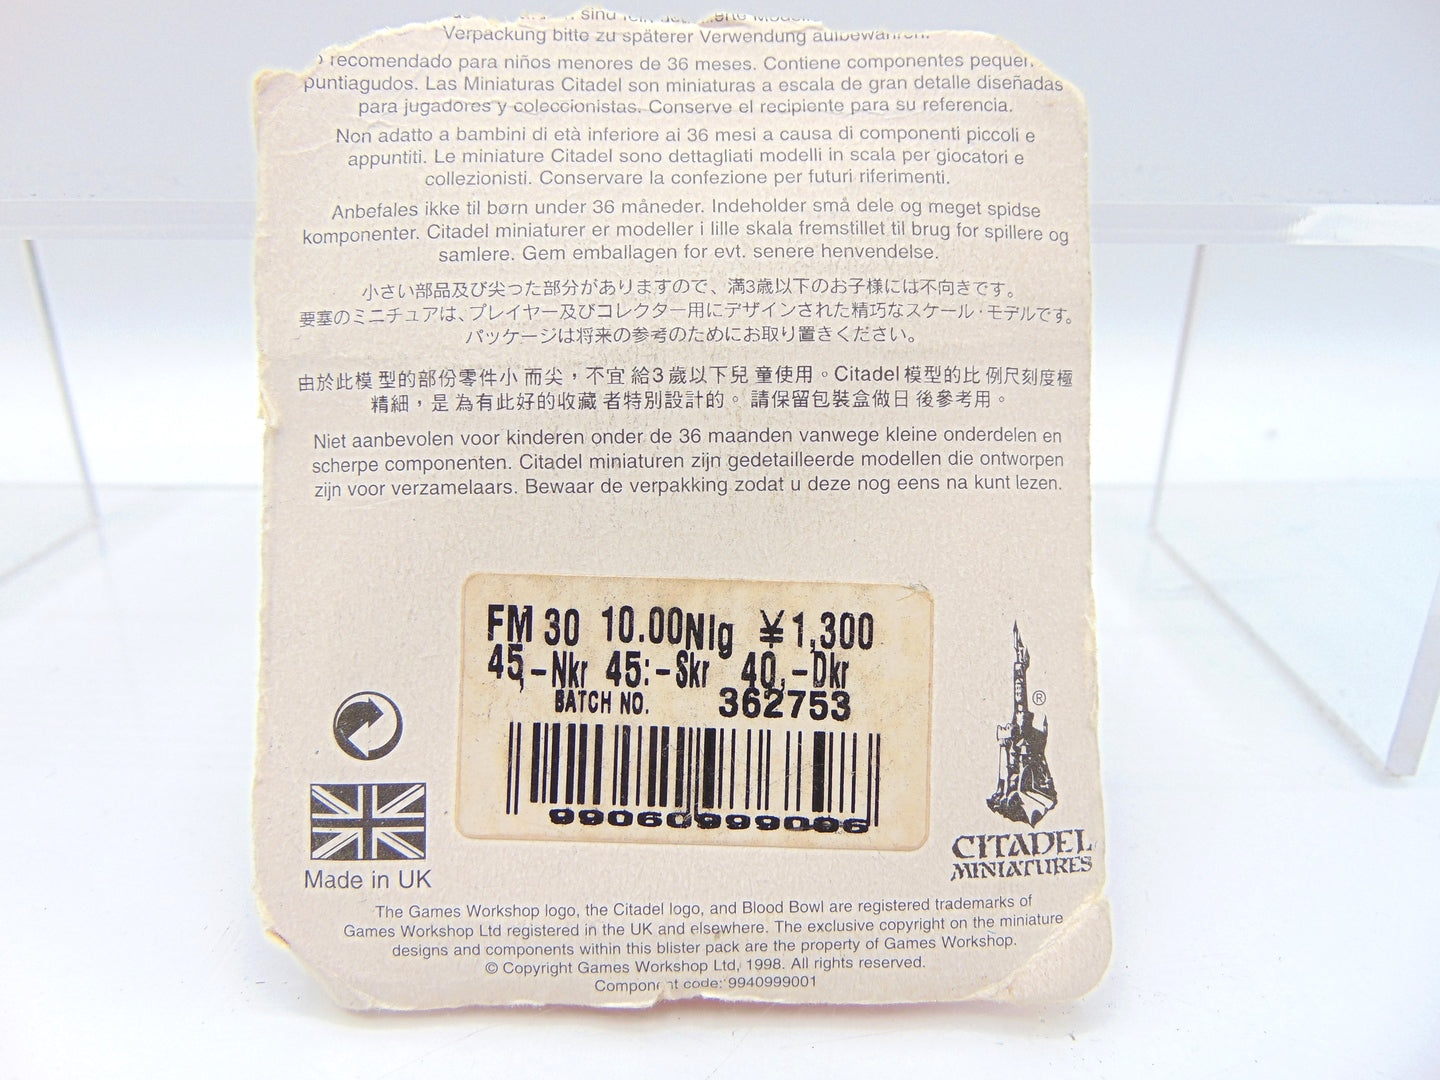 sind
Verpackung bitte zu späterer Verwendung aufbewahren.
recomendado para niños menores de 36 meses. Contiene componentes
puntiagudos. Las Miniaturas Citadel son miniaturas a escala de gran detalle diseñadas
para jugadores y coleccionistas. Conserve el recipiente para su referencia.
Non adatto a bambini di età inferiore ai 36 mesi a causa di componenti piccoli e
appuntiti. Le miniature Citadel sono dettagliati modelli in scala per giocatori e
collezionisti. Conservare la confezione per futuri riferimenti.
Anbefales ikke til børn under 36 måneder. Indeholder små dele og meget spidse
komponenter. Citadel miniaturer er modeller i lille skala fremstillet til brug for spillere og
samlere. Gem emballagen for evt. senere henvendelse.
小さい部品及び尖った部分がありますので、満3歳以下のお子様には不向きです。
要塞のミニチュアは、プレイヤー及びコレクター用にデザインされた精巧なスケール・モデルです。
パッケージは将来の参考のためにお取り置きください。
由於此模型的部份零件小而尖，不宜給3歲以下兒童使用。Citadel模型的比例尺刻度極
精細，是為有此好的收藏者特別設計的。請保留包裝盒做日後參考用。
Niet aanbevolen voor kinderen onder de 36 maanden vanwege kleine onderdelen en
scherpe componenten. Citadel miniaturen zijn gedetailleerde modellen die ontworpen
zijn voor verzamelaars. Bewaar de verpakking zodat u deze nog eens na kunt lezen.
FM 30 10.00Nlg ¥1,300
45,-Nkr 45:-Skr 40,-Dkr
BATCH NO. 362753
99060999006
Made in UK
®
CITADEL
MINIATURES
The Games Workshop logo, the Citadel logo, and Blood Bowl are registered trademarks of
Games Workshop Ltd registered in the UK and elsewhere. The exclusive copyright on the miniature
designs and components within this blister pack are the property of Games Workshop.
© Copyright Games Workshop Ltd, 1998. All rights reserved.
Component code: 9940999001